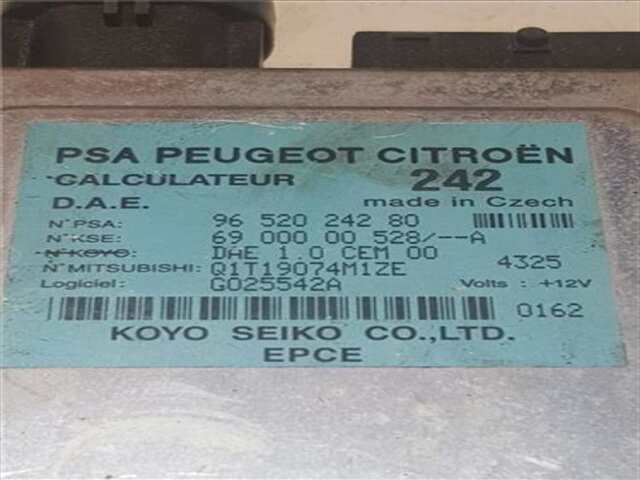 PSA PEUGEOT CITROËN
CALCULATEUR 242
D.A.E. made in Czech
N°PSA: 96 520 242 80
N°KSE: 69 000 00 528/--A
N°KOYO: DAE 1.0 CEM 00 4325
N°MITSUBISHI: Q1T19074M1ZE
Logiciel: G025542A Volts : +12V
0162
KOYO SEIKO CO.,LTD.
EPCE